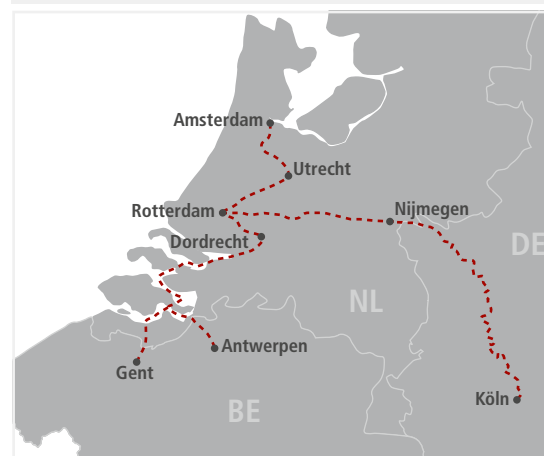 Amsterdam
Utrecht
Rotterdam
Nijmegen
Dordrecht
DE
NL
Antwerpen
Gent
BE
Köln